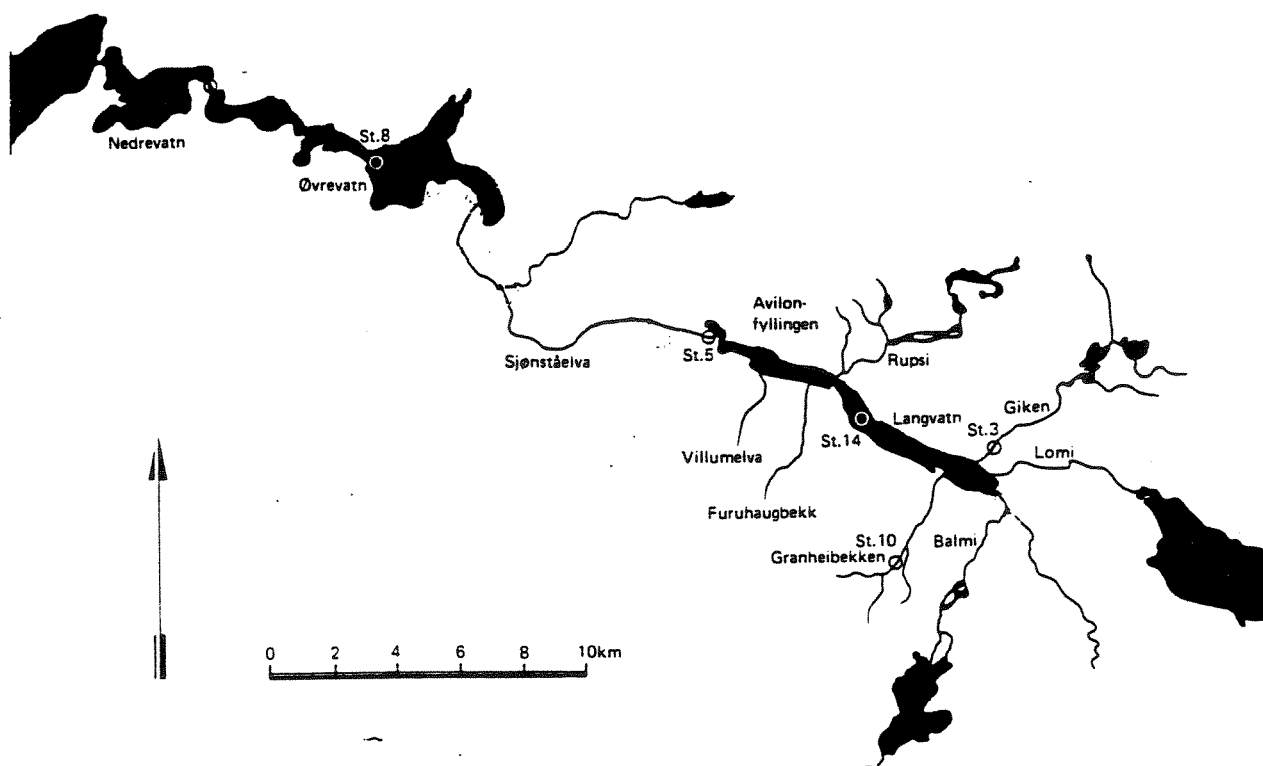 Nedrevatn
St.8
Øvrevatn
Sjønståelva
St.5
Avilon-
fyllingen
Rupsi
Villumelva
Furuhaugbekk
St.14
Langvatn
Giken
St.3
Lomi
St.10
Granheibekken
Balmi
0 2 4 6 8 10km